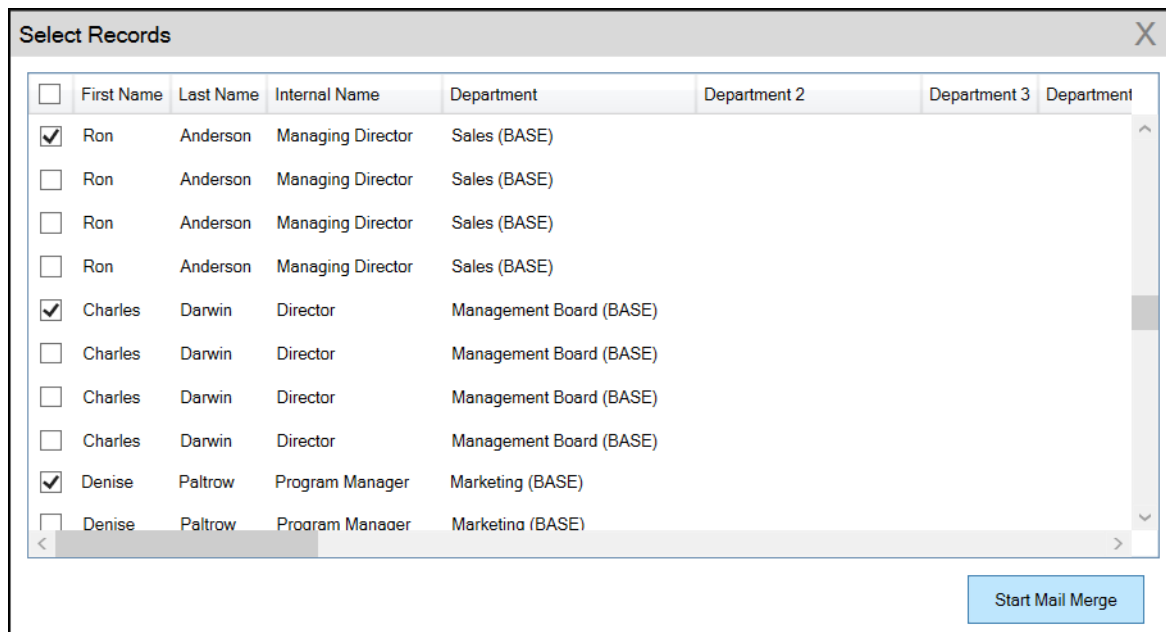 Select Records X
First Name Last Name Internal Name Department Department 2 Department 3 Department
Ron Anderson Managing Director Sales (BASE)
Ron Anderson Managing Director Sales (BASE)
Ron Anderson Managing Director Sales (BASE)
Ron Anderson Managing Director Sales (BASE)
Charles Darwin Director Management Board (BASE)
Charles Darwin Director Management Board (BASE)
Charles Darwin Director Management Board (BASE)
Charles Darwin Director Management Board (BASE)
Denise Paltrow Program Manager Marketing (BASE)
Denise Paltrow Program Manager Marketing (BASE)
Start Mail Merge